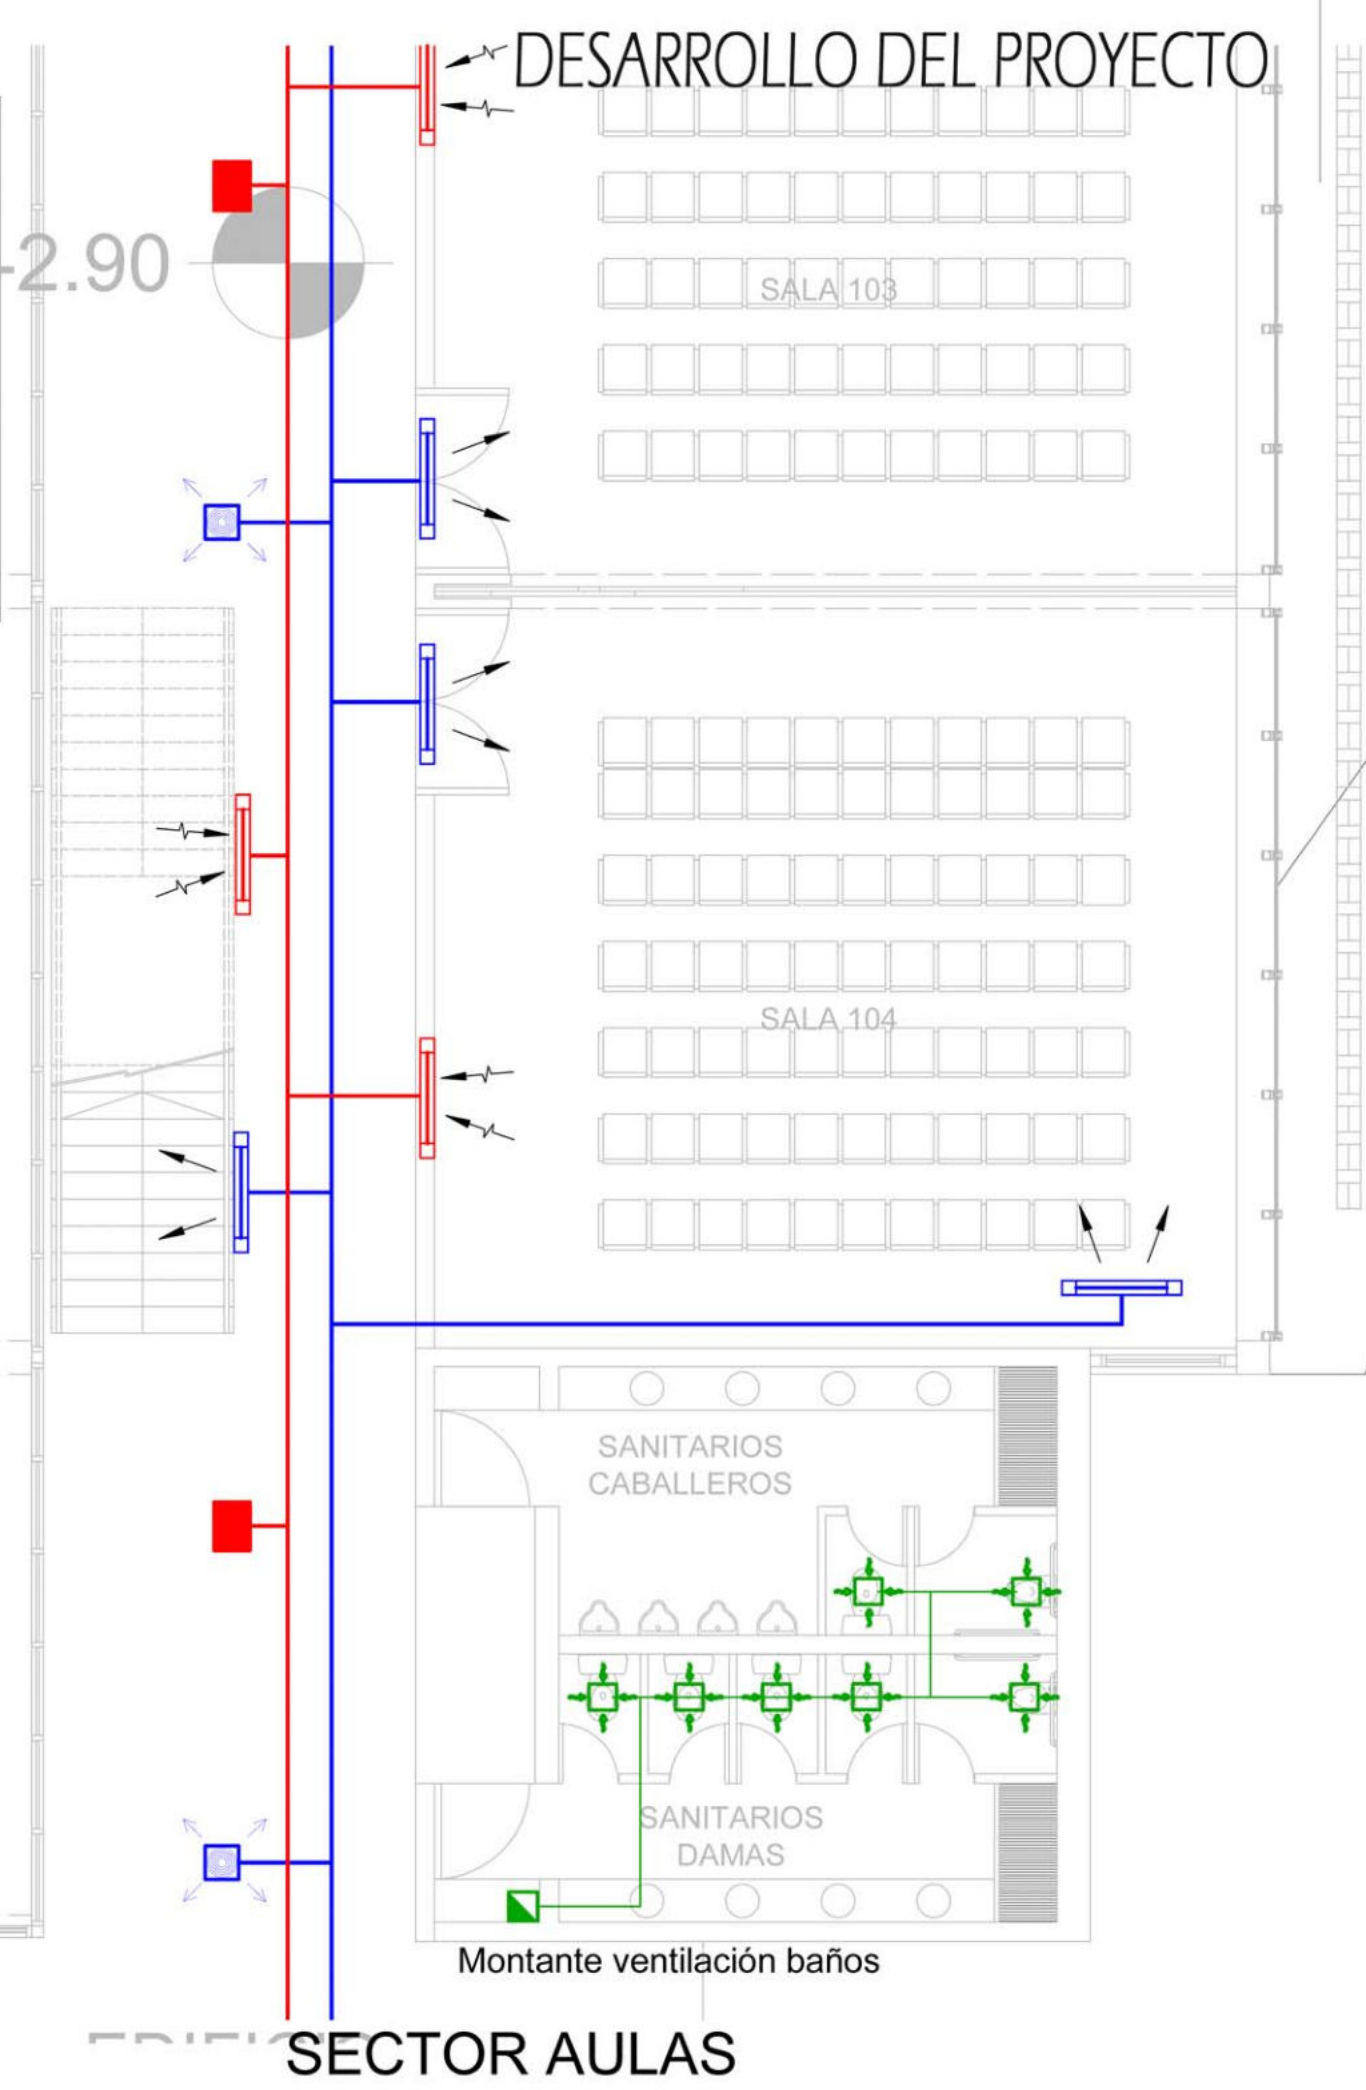 DESARROLLO DEL PROYECTO
-2.90
SALA 103
SALA 104
SANITARIOS
CABALLEROS
SANITARIOS
DAMAS
Montante ventilación baños
SECTOR AULAS